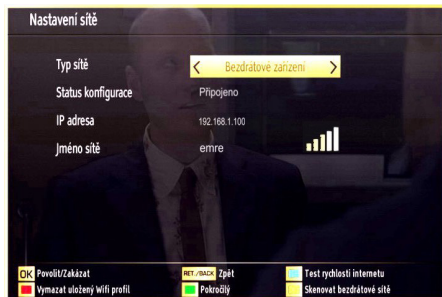 Nastavení sítě
Typ sítě
Bezdrátové zařízení
Status konfigurace
Připojeno
IP adresa
192.168.1.100
Jméno sítě
emre
OK Povolit/Zakázat
RET./BACK Zpět
Test rychlosti internetu
Vymazat uložený Wifi profil
Pokročilý
Skenovat bezdrátové sítě